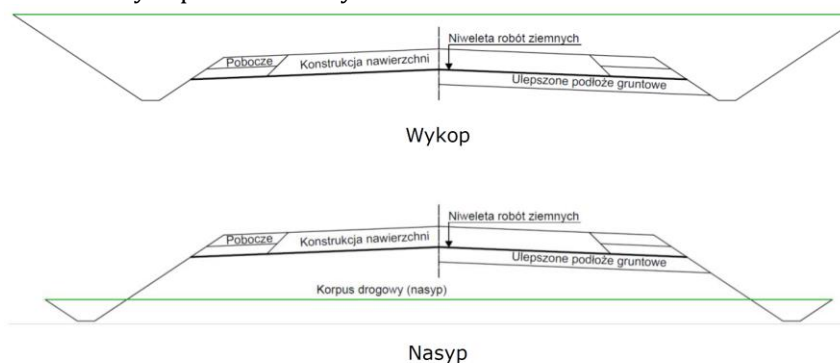 Niweleta robót ziemnych
Pobocze
Konstrukcja nawierzchni
Ulepszone podłoże gruntowe
Wykop
Niweleta robót ziemnych
Pobocze
Konstrukcja nawierzchni
Ulepszone podłoże gruntowe
Korpus drogowy (nasyp)
Nasyp